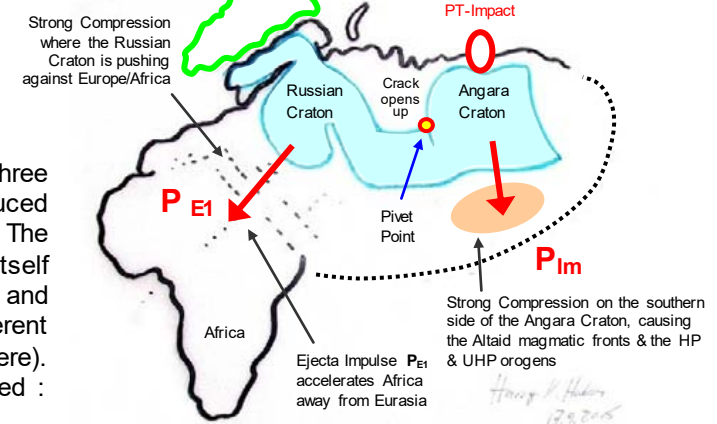 PT-Impact
Strong Compression
where the Russian
Craton is pushing
against Europe/Africa
Russian
Craton
Crack
opens
up
Angara
Craton
hree
uced
The
tself
and
erent
ere).
ed :
P E1
Pivet
Point
PIm
Africa
Ejecta Impulse PE1
accelerates Africa
away from Eurasia
Strong Compression on the southern
side of the Angara Craton, causing
the Altaid magmatic fronts & the HP
& UHP orogens